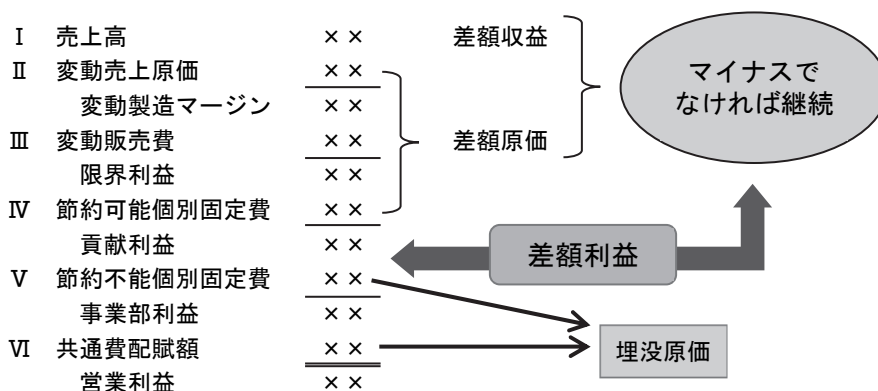 Ⅰ 売上高 ×× 差額収益
Ⅱ 変動売上原価 ××
変動製造マージン ××
Ⅲ 変動販売費 ×× 差額原価
限界利益 ××
Ⅳ 節約可能個別固定費 ××
貢献利益 ××
Ⅴ 節約不能個別固定費 ××
事業部利益 ××
Ⅵ 共通費配賦額 ××
営業利益 ××
マイナスで
なければ継続
差額利益
埋没原価